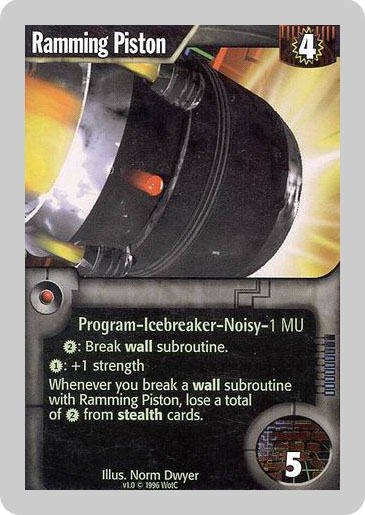 Ramming Piston
4
Program-Icebreaker-Noisy-1 MU
2: Break wall subroutine.
1: +1 strength
Whenever you break a wall subroutine
with Ramming Piston, lose a total
of 2 from stealth cards.
5
Illus. Norm Dwyer
v1.0 © 1996 WotC